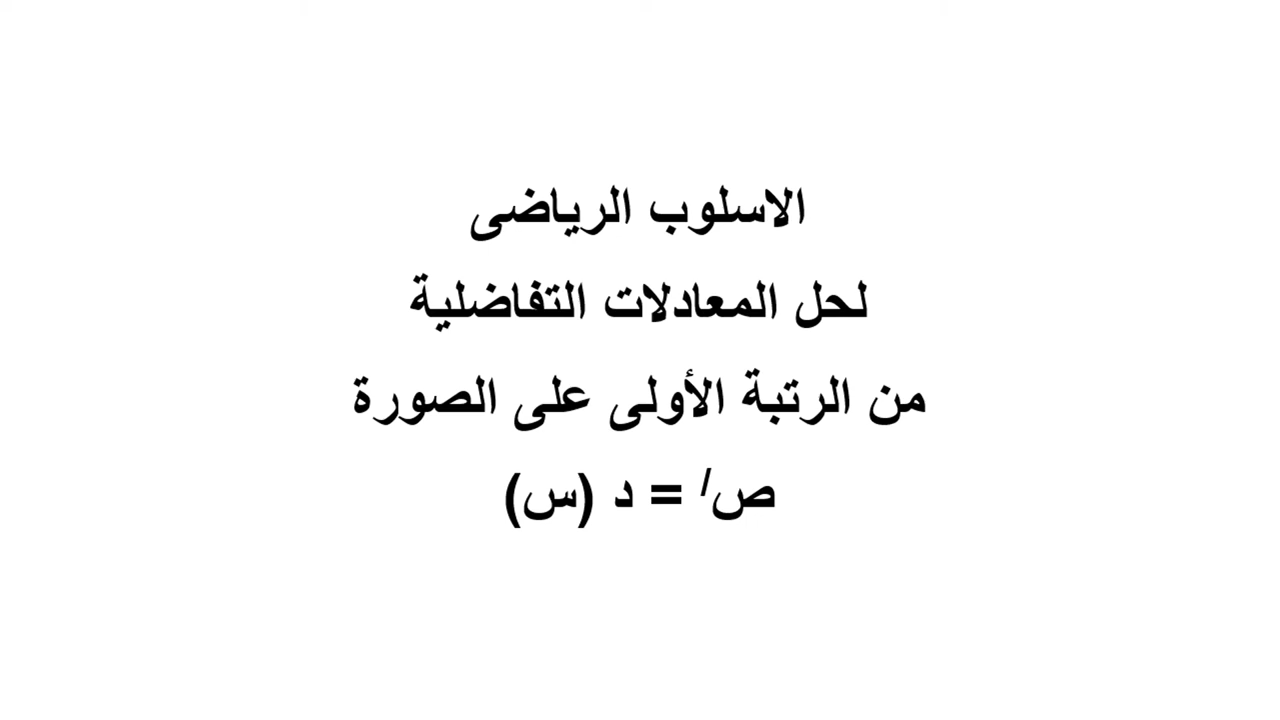 الاسلوب الرياضى
لحل المعادلات التفاضلية
من الرتبة الأولى على الصورة
ص/ = د (س)